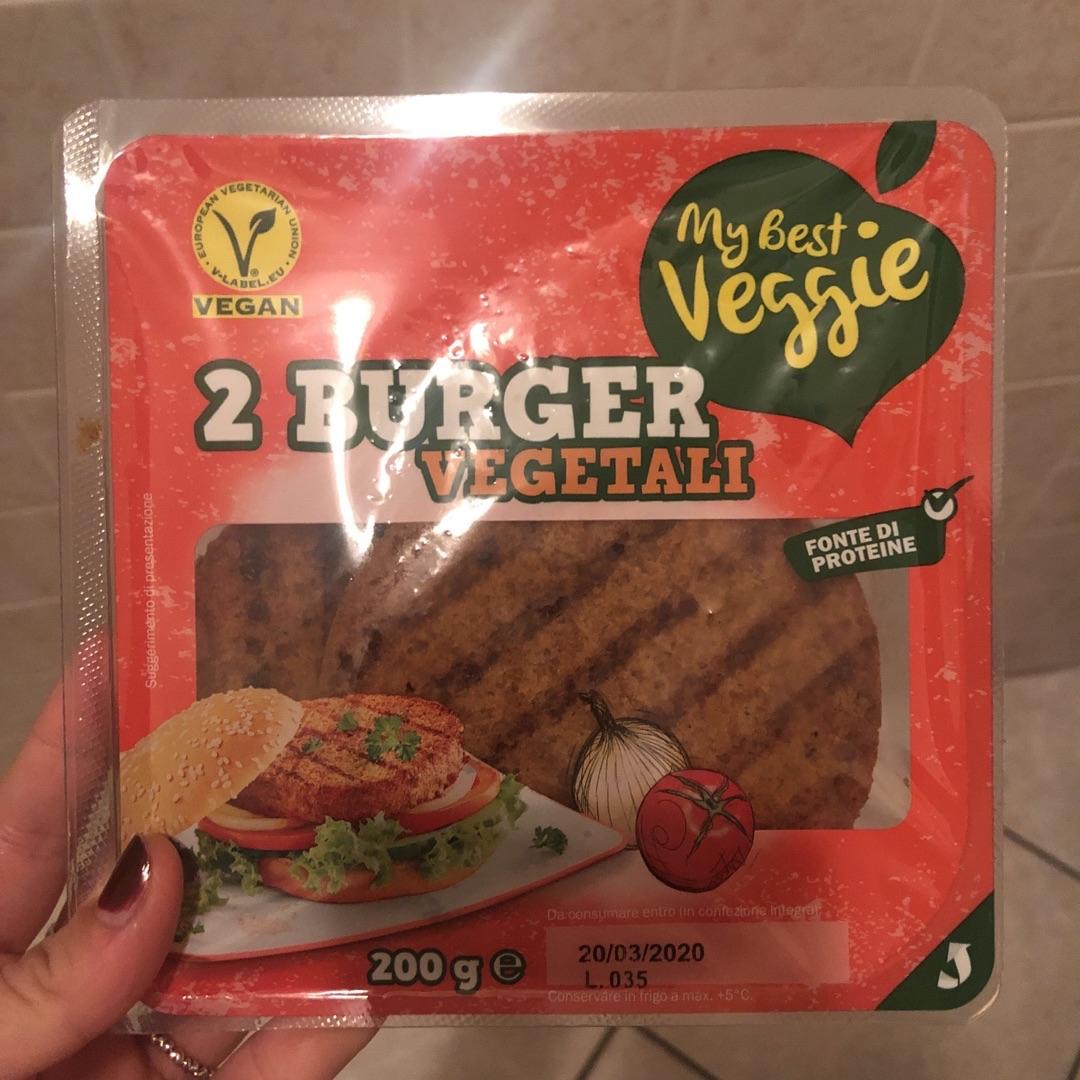 EUROPEAN VEGETARIAN UNION
V-LABEL.EU
®
VEGAN
My Best
Veggie
2 BURGER
VEGETALI
FONTE DI
PROTEINE
Suggerimento di presentazione
Da consumare entro (in confezione integra):
20/03/2020
L.035
200 g e
Conservare in frigo a max. +5°C.